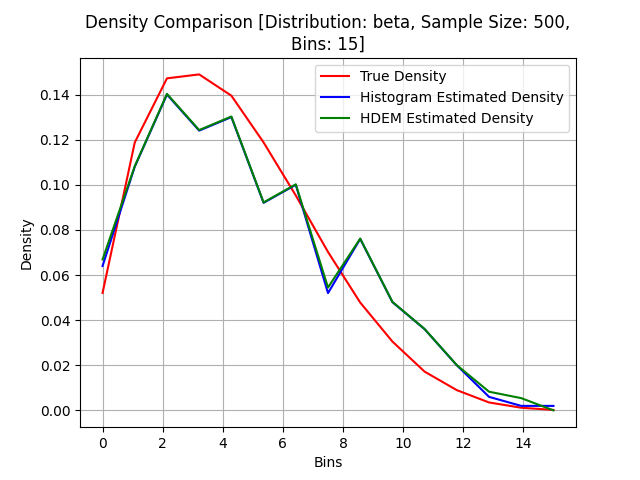 Density Comparison [Distribution: beta, Sample Size: 500,
Bins: 15]
True Density
Histogram Estimated Density
HDEM Estimated Density
Density
0.14
0.12
0.10
0.08
0.06
0.04
0.02
0.00
0 2 4 6 8 10 12 14
Bins